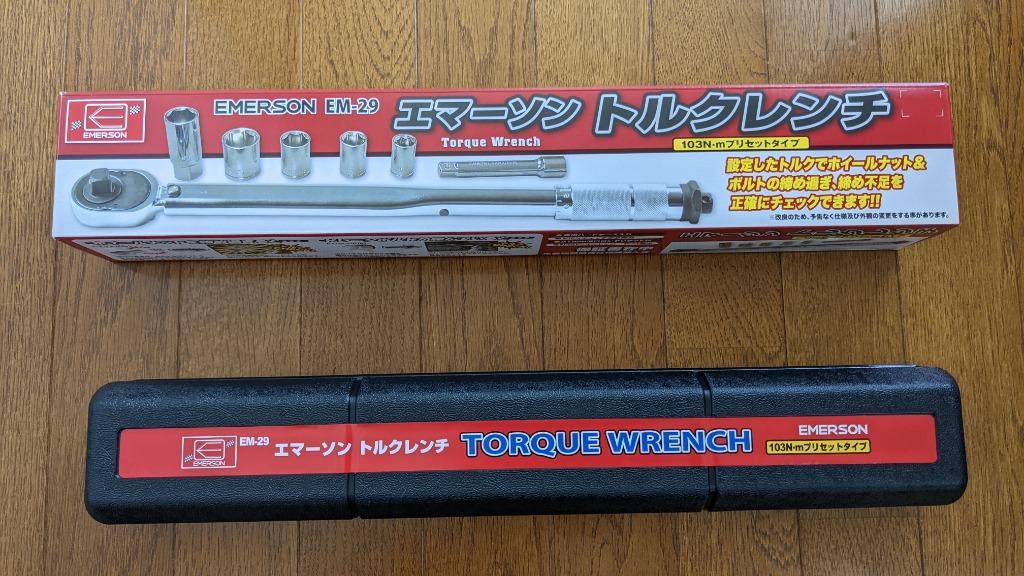 EMERSON
EMERSON EM-29 エマーソン トルクレンチ
Torque Wrench
103N·mプリセットタイプ
設定したトルクでホイールナット&
ボルトの締め過ぎ、締め不足を
正確にチェックできます!!
※改良のため、予告なく仕様及び外観の変更をする事があります。
EMERSON
EM-29 エマーソン トルクレンチ TORQUE WRENCH
EMERSON
103N·mプリセットタイプ